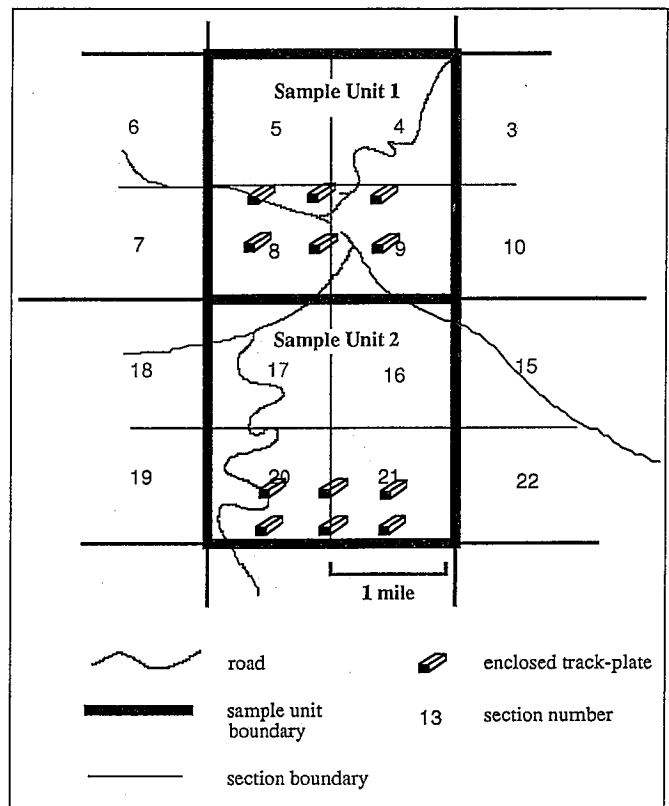 Sample Unit 1
6 5 4 3
7 8 9 10
Sample Unit 2
18 17 16 15
19 20 21 22
1 mile
road
enclosed track-plate
sample unit
boundary
13
section number
section boundary